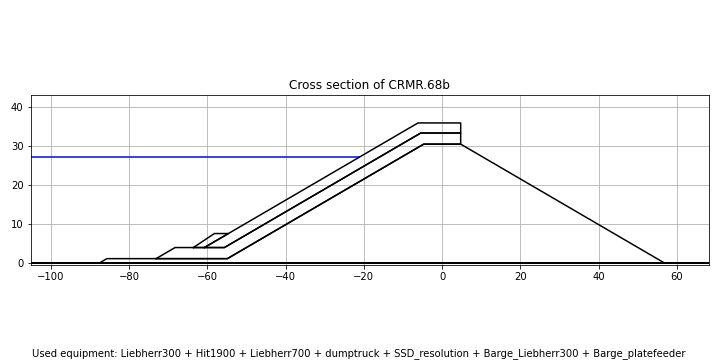 Cross section of CRMR.68b
40
30
20
10
0
−100 −80 −60 −40 −20 0 20 40 60
Used equipment: Liebherr300 + Hit1900 + Liebherr700 + dumptruck + SSD_resolution + Barge_Liebherr300 + Barge_platefeeder